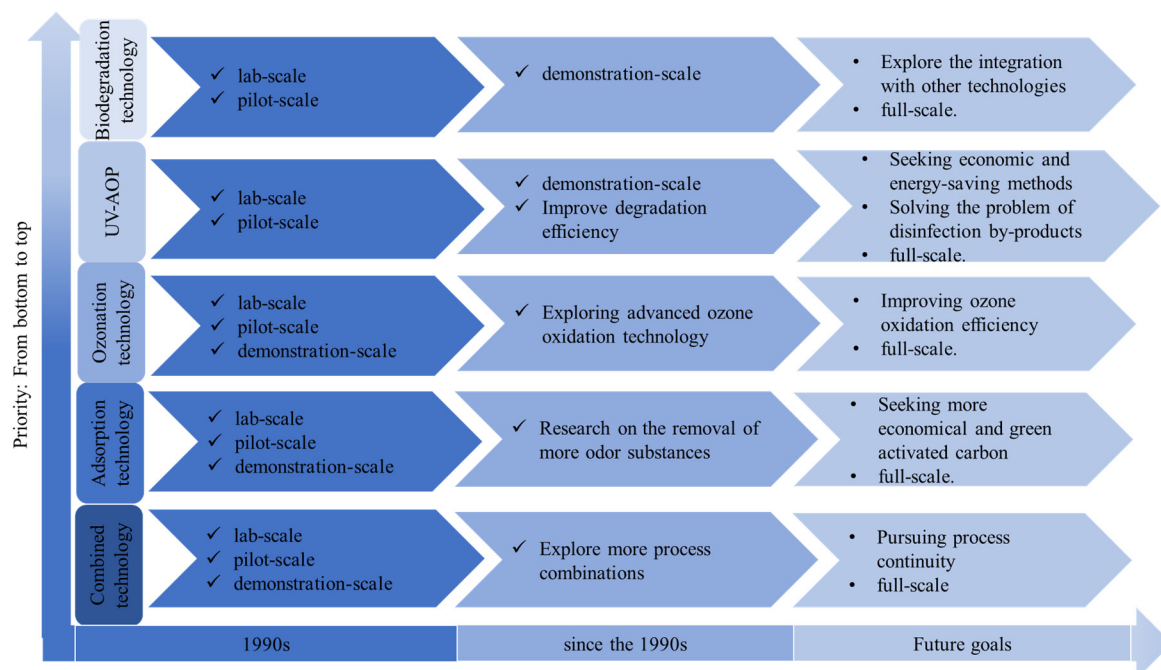 Priority: From bottom to top
Biodegradation
technology
✓ lab-scale
✓ pilot-scale
✓ demonstration-scale
• Explore the integration
with other technologies
• full-scale.
UV-AOP
✓ lab-scale
✓ pilot-scale
✓ demonstration-scale
✓ Improve degradation
efficiency
• Seeking economic and
energy-saving methods
• Solving the problem of
disinfection by-products
• full-scale.
Ozonation
technology
✓ lab-scale
✓ pilot-scale
✓ demonstration-scale
✓ Exploring advanced ozone
oxidation technology
• Improving ozone
oxidation efficiency
• full-scale.
Adsorption
technology
✓ lab-scale
✓ pilot-scale
✓ demonstration-scale
✓ Research on the removal of
more odor substances
• Seeking more
economical and green
activated carbon
• full-scale.
Combined
technology
✓ lab-scale
✓ pilot-scale
✓ demonstration-scale
✓ Explore more process
combinations
• Pursuing process
continuity
• full-scale
1990s
since the 1990s
Future goals